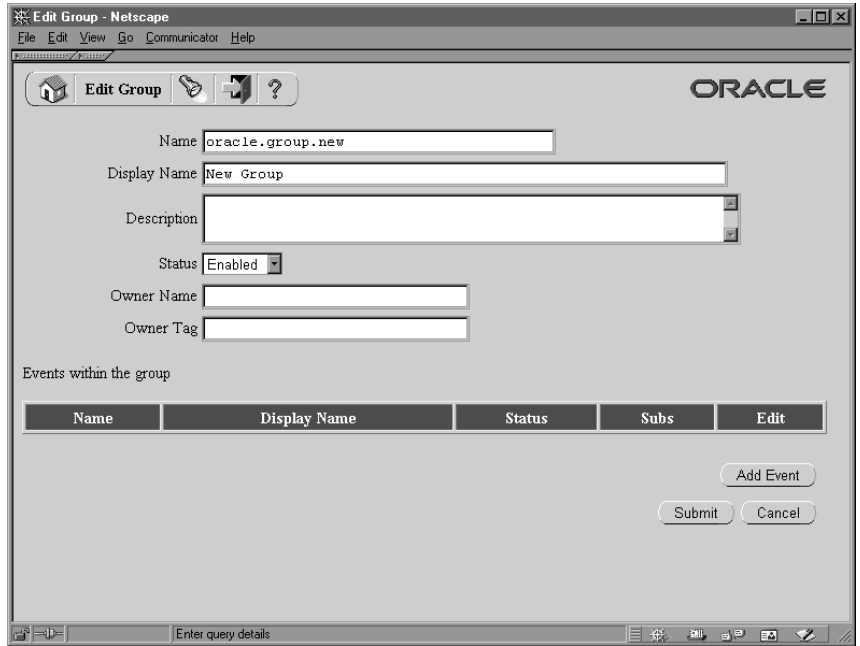 Edit Group - Netscape
File Edit View Go Communicator Help
Edit Group ?
ORACLE
Name oracle.group.new
Display Name New Group
Description
Status Enabled
Owner Name
Owner Tag
Events within the group
Name Display Name Status Subs Edit
Add Event
Submit Cancel
Enter query details